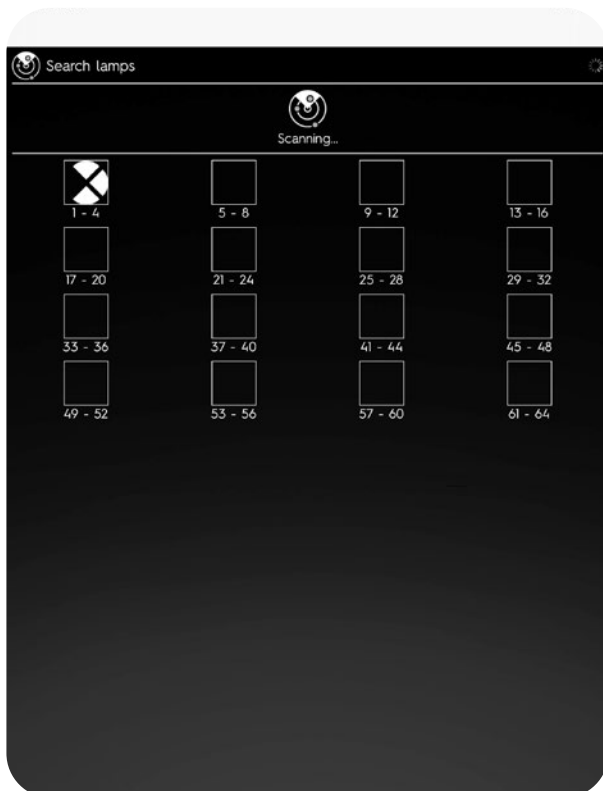 Search lamps
Scanning...
1 - 4
5 - 8
9 - 12
13 - 16
17 - 20
21 - 24
25 - 28
29 - 32
33 - 36
37 - 40
41 - 44
45 - 48
49 - 52
53 - 56
57 - 60
61 - 64